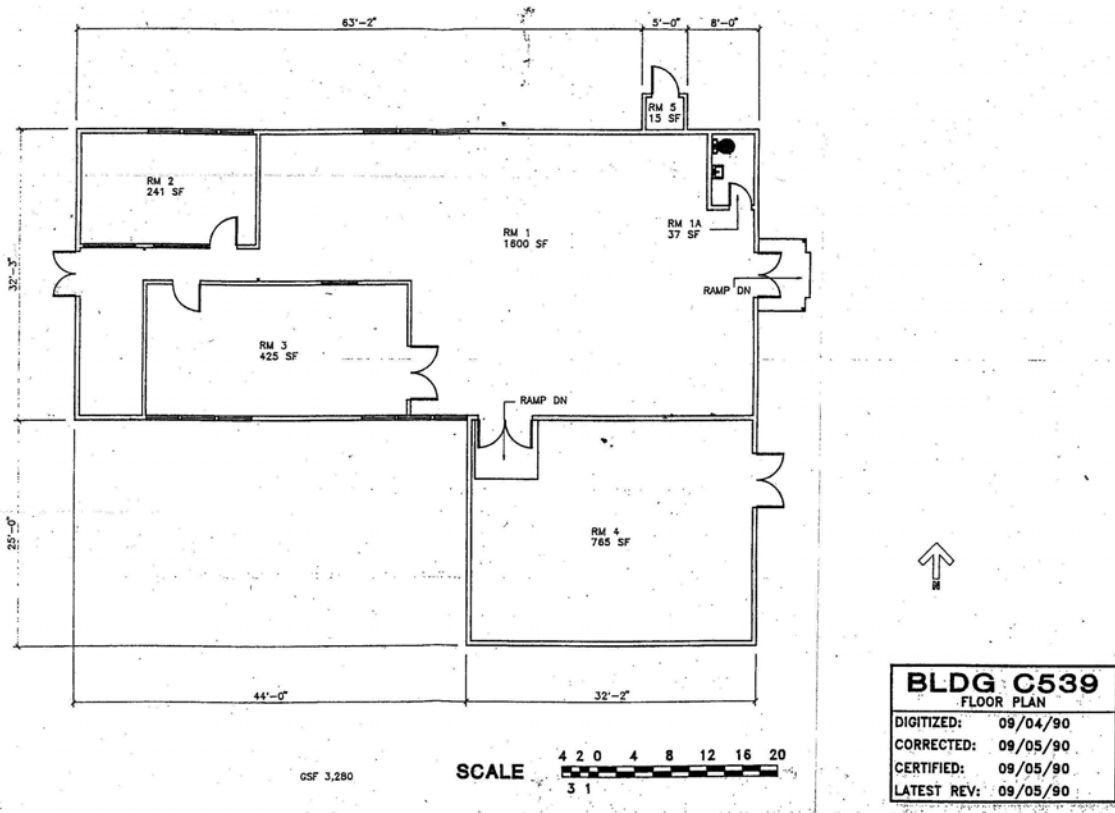 63'-2"
5'-0"
8'-0"
RM 5
15 SF
RM 2
241 SF
RM 1
1600 SF
RM 1A
37 SF
32'-3"
RAMP DN
RM 3
425 SF
RAMP DN
RM 4
765 SF
25'-0"
N
44'-0"
32'-2"
GSF 3,280
SCALE
4 2 0 4 8 12 16 20
3 1
BLDG C539
FLOOR PLAN
DIGITIZED: 09/04/90
CORRECTED: 09/05/90
CERTIFIED: 09/05/90
LATEST REV: 09/05/90